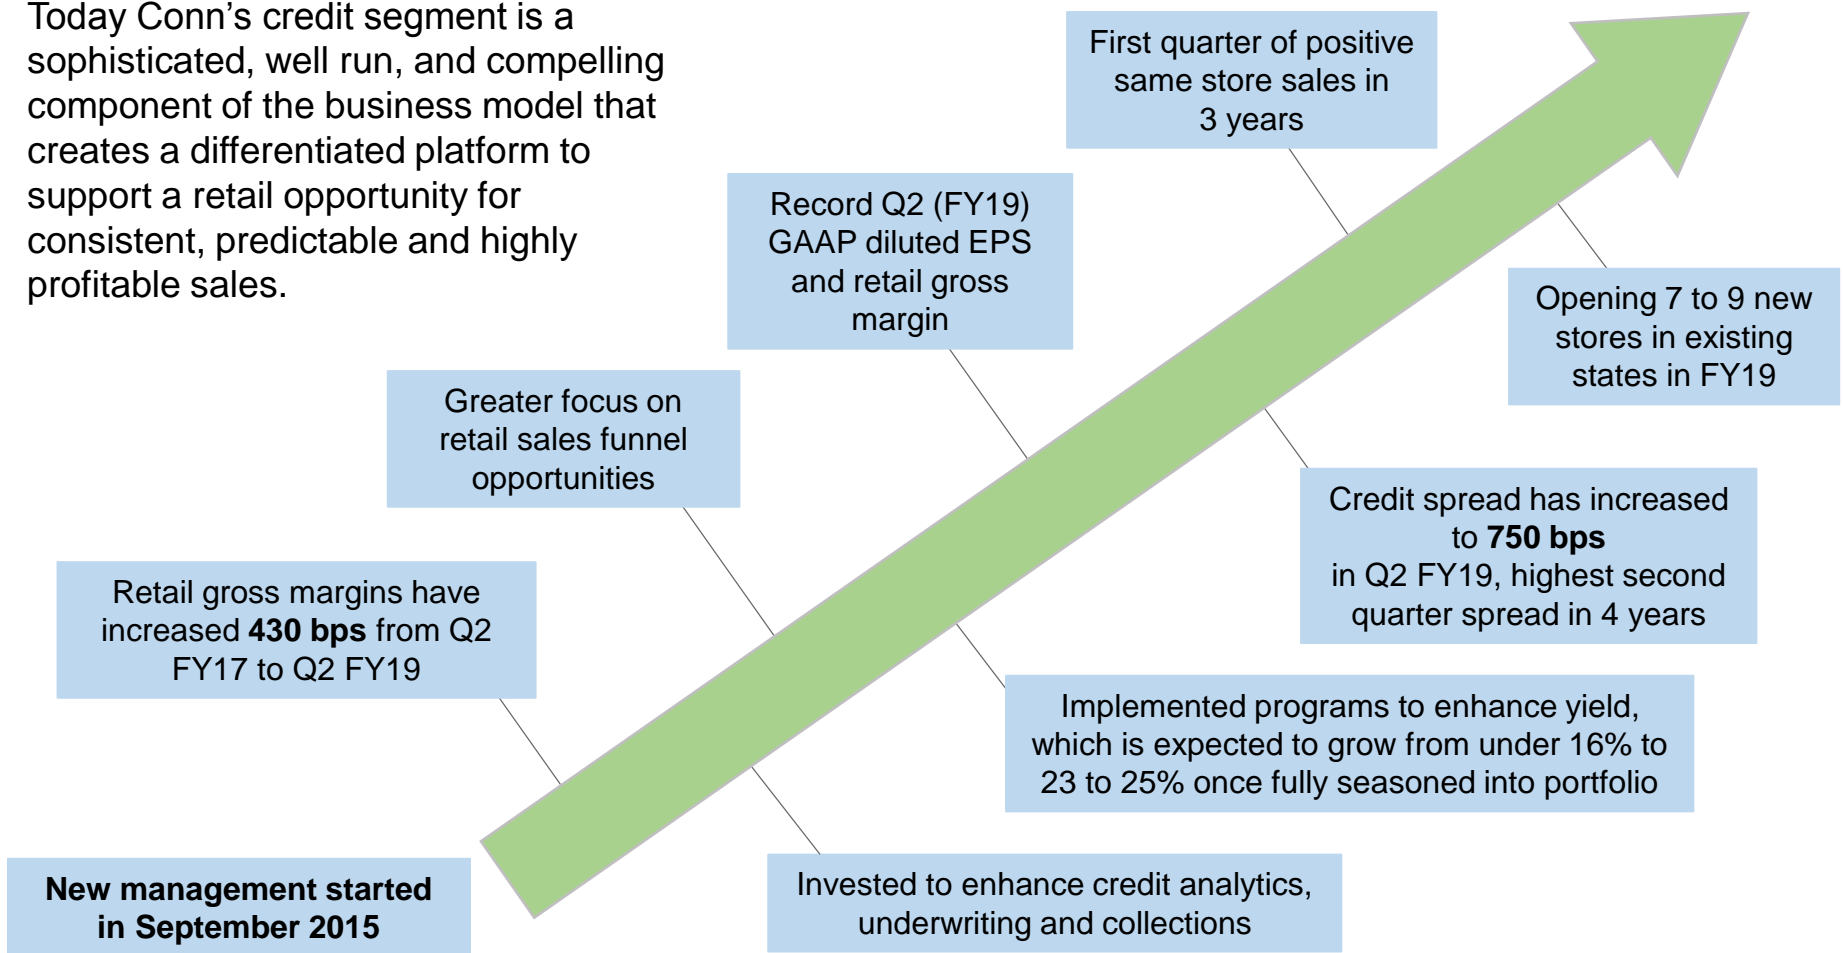 Today Conn’s credit segment is a
sophisticated, well run, and compelling
component of the business model that
creates a differentiated platform to
support a retail opportunity for
consistent, predictable and highly
profitable sales.
First quarter of positive
same store sales in
3 years
Record Q2 (FY19)
GAAP diluted EPS
and retail gross
margin
Opening 7 to 9 new
stores in existing
states in FY19
Greater focus on
retail sales funnel
opportunities
Credit spread has increased
to 750 bps
in Q2 FY19, highest second
quarter spread in 4 years
Retail gross margins have
increased 430 bps from Q2
FY17 to Q2 FY19
Implemented programs to enhance yield,
which is expected to grow from under 16% to
23 to 25% once fully seasoned into portfolio
New management started
in September 2015
Invested to enhance credit analytics,
underwriting and collections